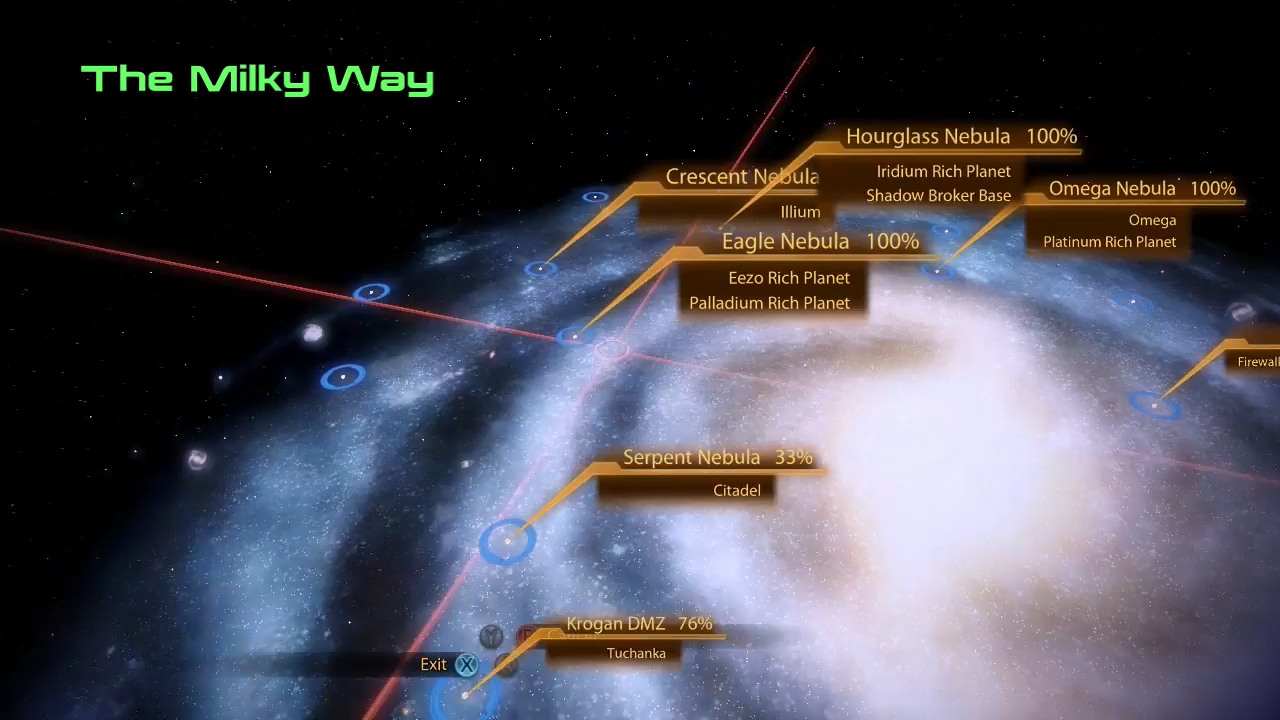 The Milky Way
Hourglass Nebula 100%
Iridium Rich Planet
Shadow Broker Base
Crescent Nebula
Illium
Omega Nebula 100%
Omega
Platinum Rich Planet
Eagle Nebula 100%
Eezo Rich Planet
Palladium Rich Planet
Firewall
Serpent Nebula 33%
Citadel
Krogan DMZ 76%
Tuchanka
Y
Exit X